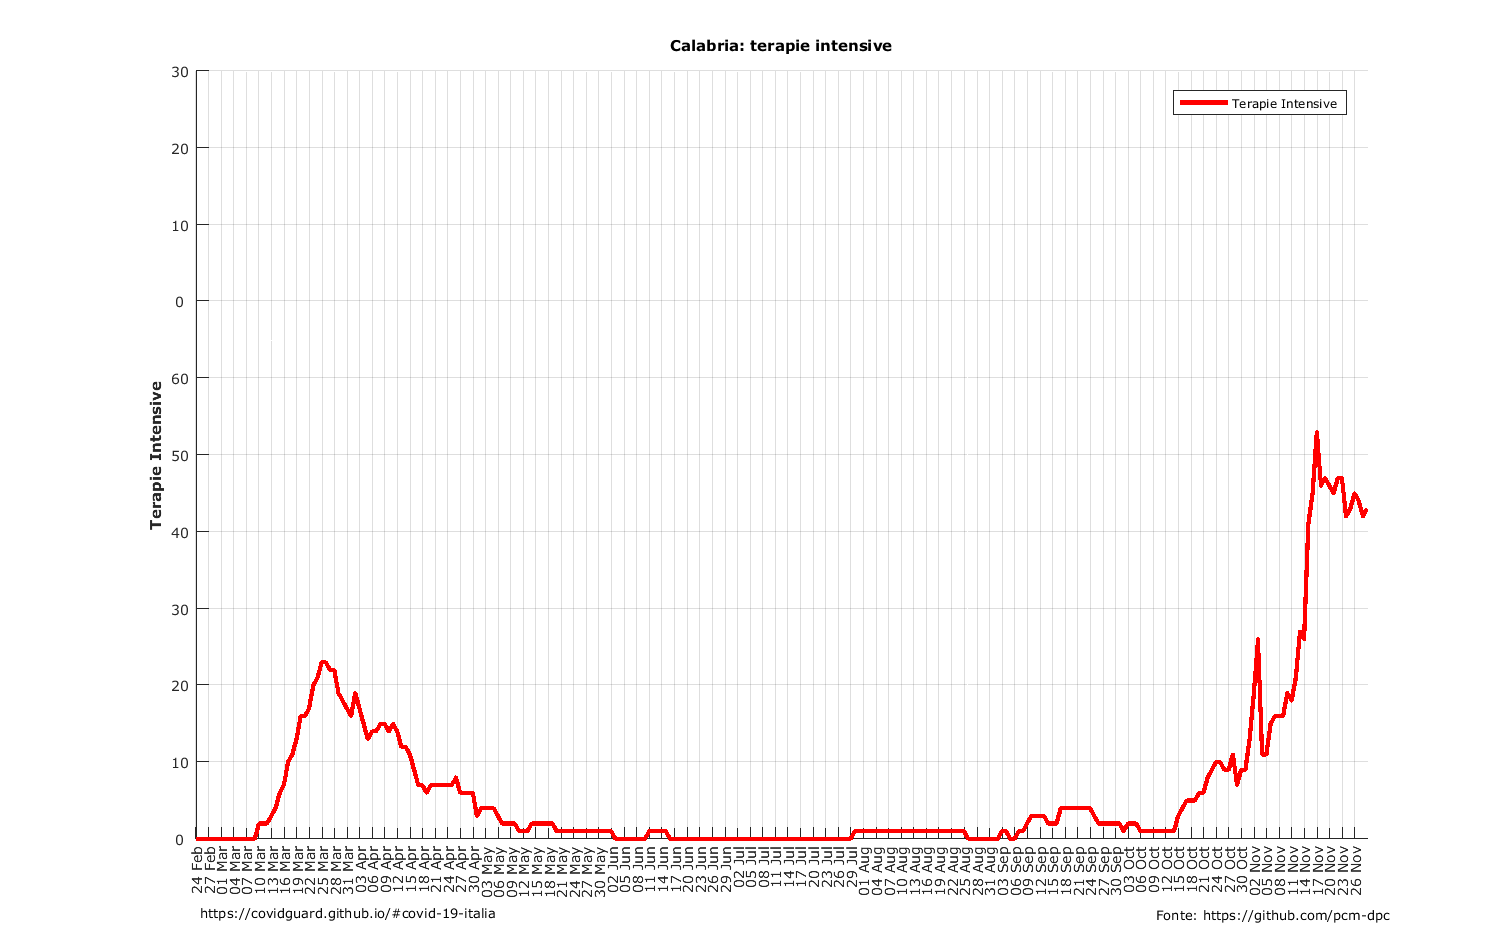 Calabria: terapie intensive
Terapie Intensive
30
20
10
0
60
50
40
30
20
10
0
Terapie Intensive
24 Feb
27 Feb
01 Mar
04 Mar
07 Mar
10 Mar
13 Mar
16 Mar
19 Mar
22 Mar
25 Mar
28 Mar
31 Mar
03 Apr
06 Apr
09 Apr
12 Apr
15 Apr
18 Apr
21 Apr
24 Apr
27 Apr
30 Apr
03 May
06 May
09 May
12 May
15 May
18 May
21 May
24 May
27 May
30 May
02 Jun
05 Jun
08 Jun
11 Jun
14 Jun
17 Jun
20 Jun
23 Jun
26 Jun
29 Jun
02 Jul
05 Jul
08 Jul
11 Jul
14 Jul
17 Jul
20 Jul
23 Jul
26 Jul
29 Jul
01 Aug
04 Aug
07 Aug
10 Aug
13 Aug
16 Aug
19 Aug
22 Aug
25 Aug
28 Aug
31 Aug
03 Sep
06 Sep
09 Sep
12 Sep
15 Sep
18 Sep
21 Sep
24 Sep
27 Sep
30 Sep
03 Oct
06 Oct
09 Oct
12 Oct
15 Oct
18 Oct
21 Oct
24 Oct
27 Oct
30 Oct
02 Nov
05 Nov
08 Nov
11 Nov
14 Nov
17 Nov
20 Nov
23 Nov
26 Nov
https://covidguard.github.io/#covid-19-italia
Fonte: https://github.com/pcm-dpc